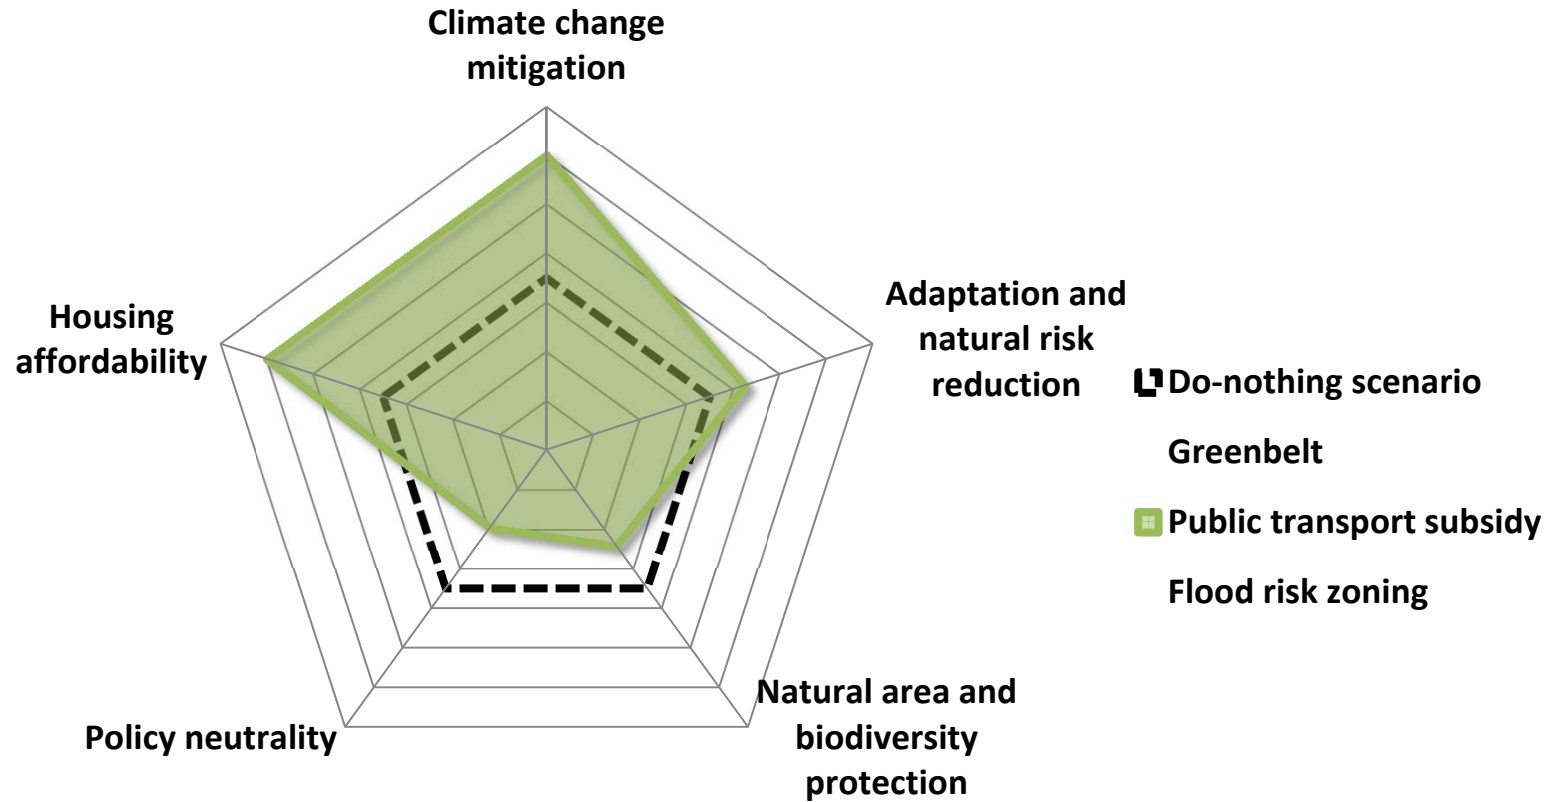 Climate change
mitigation
Adaptation and
natural risk
reduction
Housing
affordability
Do-nothing scenario
Greenbelt
Public transport subsidy
Flood risk zoning
Natural area and
biodiversity
protection
Policy neutrality